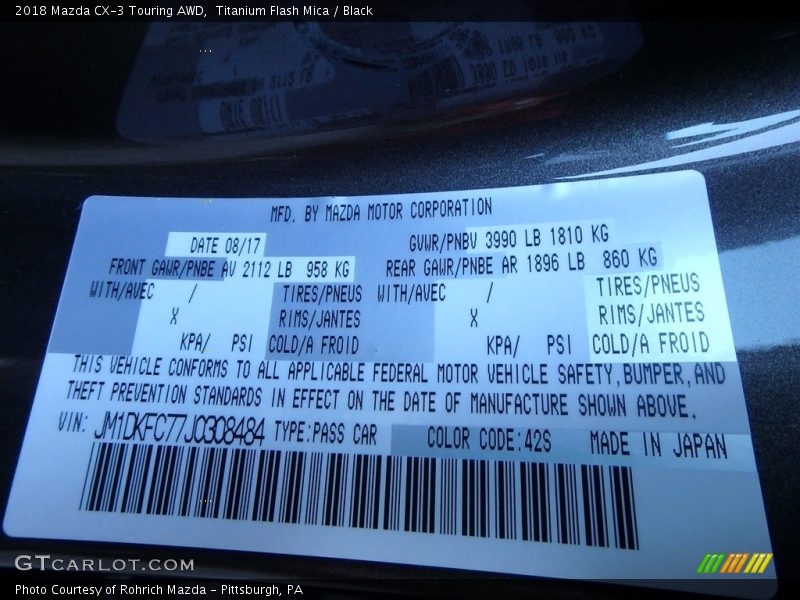 2018 Mazda CX-3 Touring AWD,  Titanium Flash Mica / Black
MFD. BY MAZDA MOTOR CORPORATION
DATE 08/17 GVWR/PNBV 3990 LB 1810 KG
FRONT GAWR/PNBE AV 2112 LB 958 KG REAR GAWR/PNBE AR 1896 LB 860 KG
WITH/AVEC / TIRES/PNEUS WITH/AVEC / TIRES/PNEUS
X RIMS/JANTES X RIMS/JANTES
KPA/ PSI COLD/A FROID KPA/ PSI COLD/A FROID
THIS VEHICLE CONFORMS TO ALL APPLICABLE FEDERAL MOTOR VEHICLE SAFETY, BUMPER, AND
THEFT PREVENTION STANDARDS IN EFFECT ON THE DATE OF MANUFACTURE SHOWN ABOVE.
VIN: JM1DKFC77J0308484 TYPE:PASS CAR COLOR CODE:42S MADE IN JAPAN
GTCARLOT.COM
Photo Courtesy of Rohrich Mazda - Pittsburgh, PA